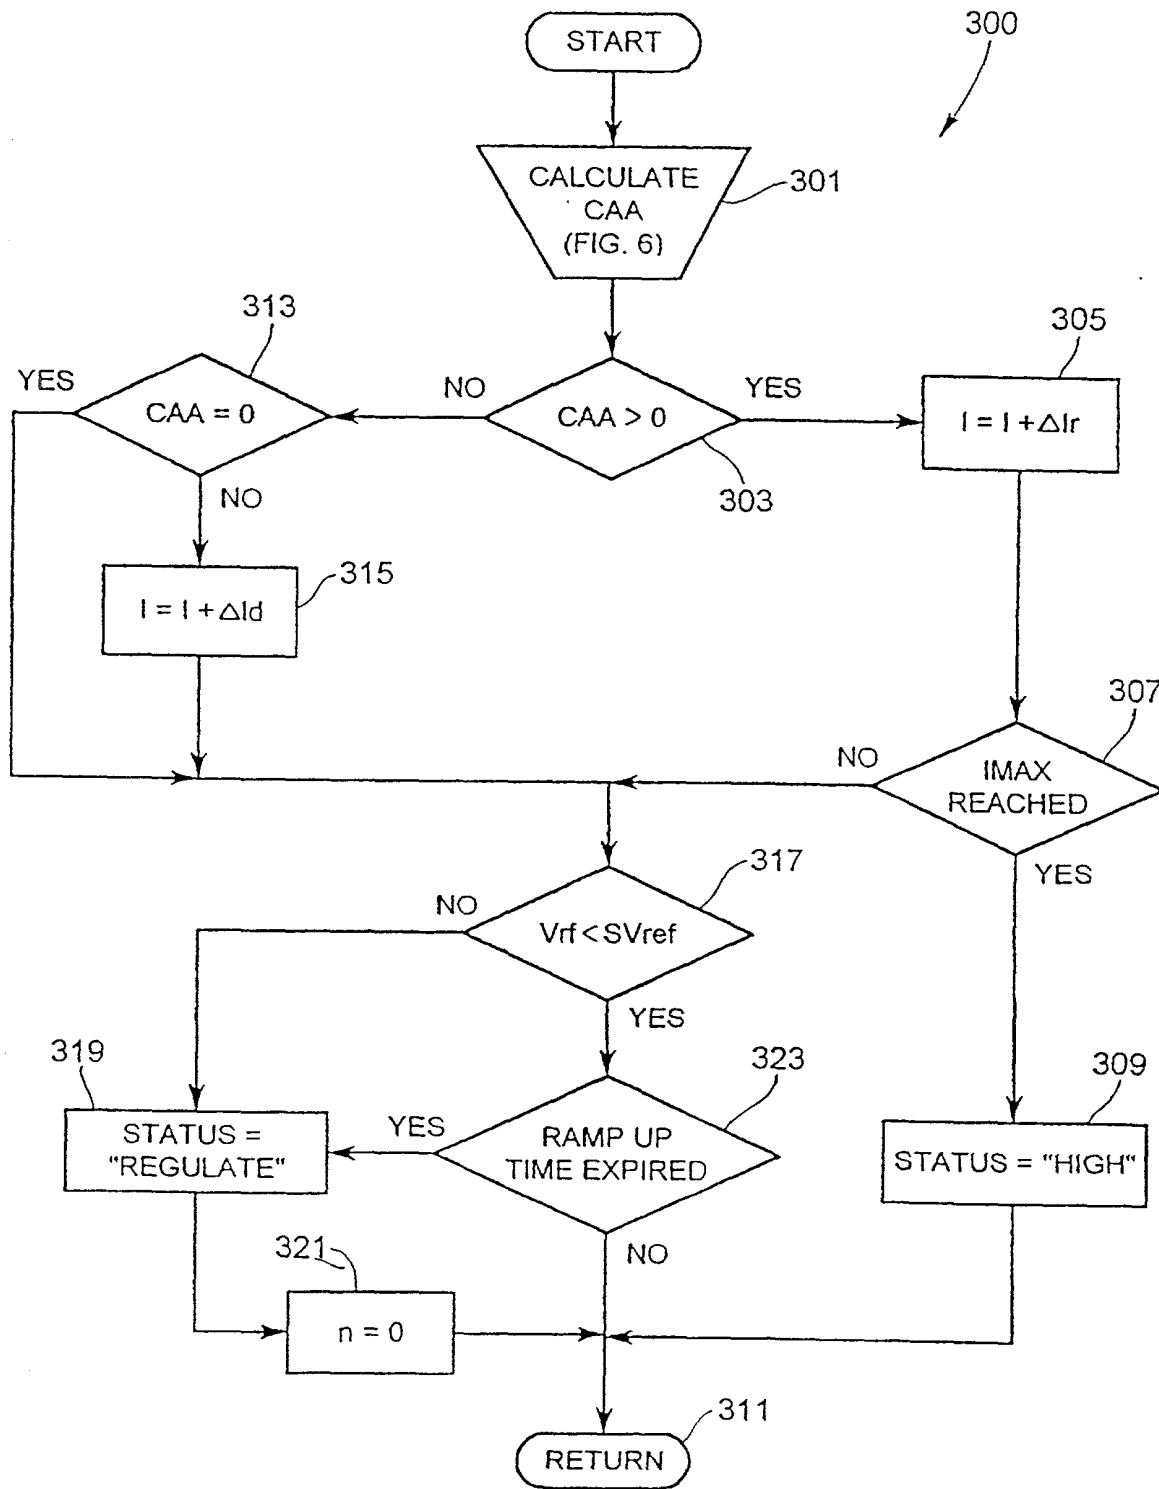 START
300
CALCULATE
CAA
(FIG. 6)
301
313
305
YES
CAA = 0
NO
CAA > 0
YES
I = I + △Ir
303
NO
I = I + △Id
315
307
NO
IMAX
REACHED
YES
317
NO
Vrf < SVref
YES
319
323
309
STATUS =
"REGULATE"
YES
RAMP UP
TIME EXPIRED
STATUS = "HIGH"
NO
321
n = 0
311
RETURN